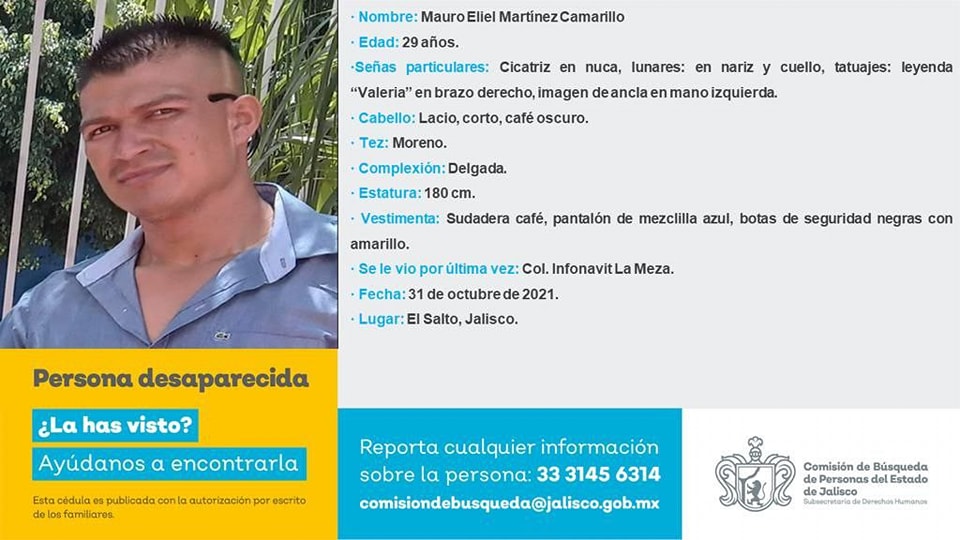 · Nombre: Mauro Eliel Martínez Camarillo
· Edad: 29 años.
·Señas particulares: Cicatriz en nuca, lunares: en nariz y cuello, tatuajes: leyenda
“Valeria” en brazo derecho, imagen de ancla en mano izquierda.
· Cabello: Lacio, corto, café oscuro.
· Tez: Moreno.
· Complexión: Delgada.
· Estatura: 180 cm.
· Vestimenta: Sudadera café, pantalón de mezclilla azul, botas de seguridad negras con
amarillo.
· Se le vio por última vez: Col. Infonavit La Meza.
· Fecha: 31 de octubre de 2021.
· Lugar: El Salto, Jalisco.
Persona desaparecida
¿La has visto?
Ayúdanos a encontrarla
Esta cédula es publicada con la autorización por escrito
de los familiares.
Reporta cualquier información
sobre la persona: 33 3145 6314
comisiondebusqueda@jalisco.gob.mx
Comisión de Búsqueda
de Personas del Estado
de Jalisco
Subsecretaría de Derechos Humanos